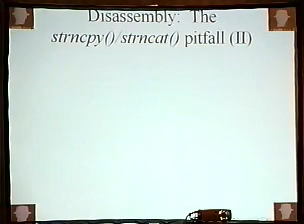 Disassembly: The
strncpy()/strncat() pitfall (II)